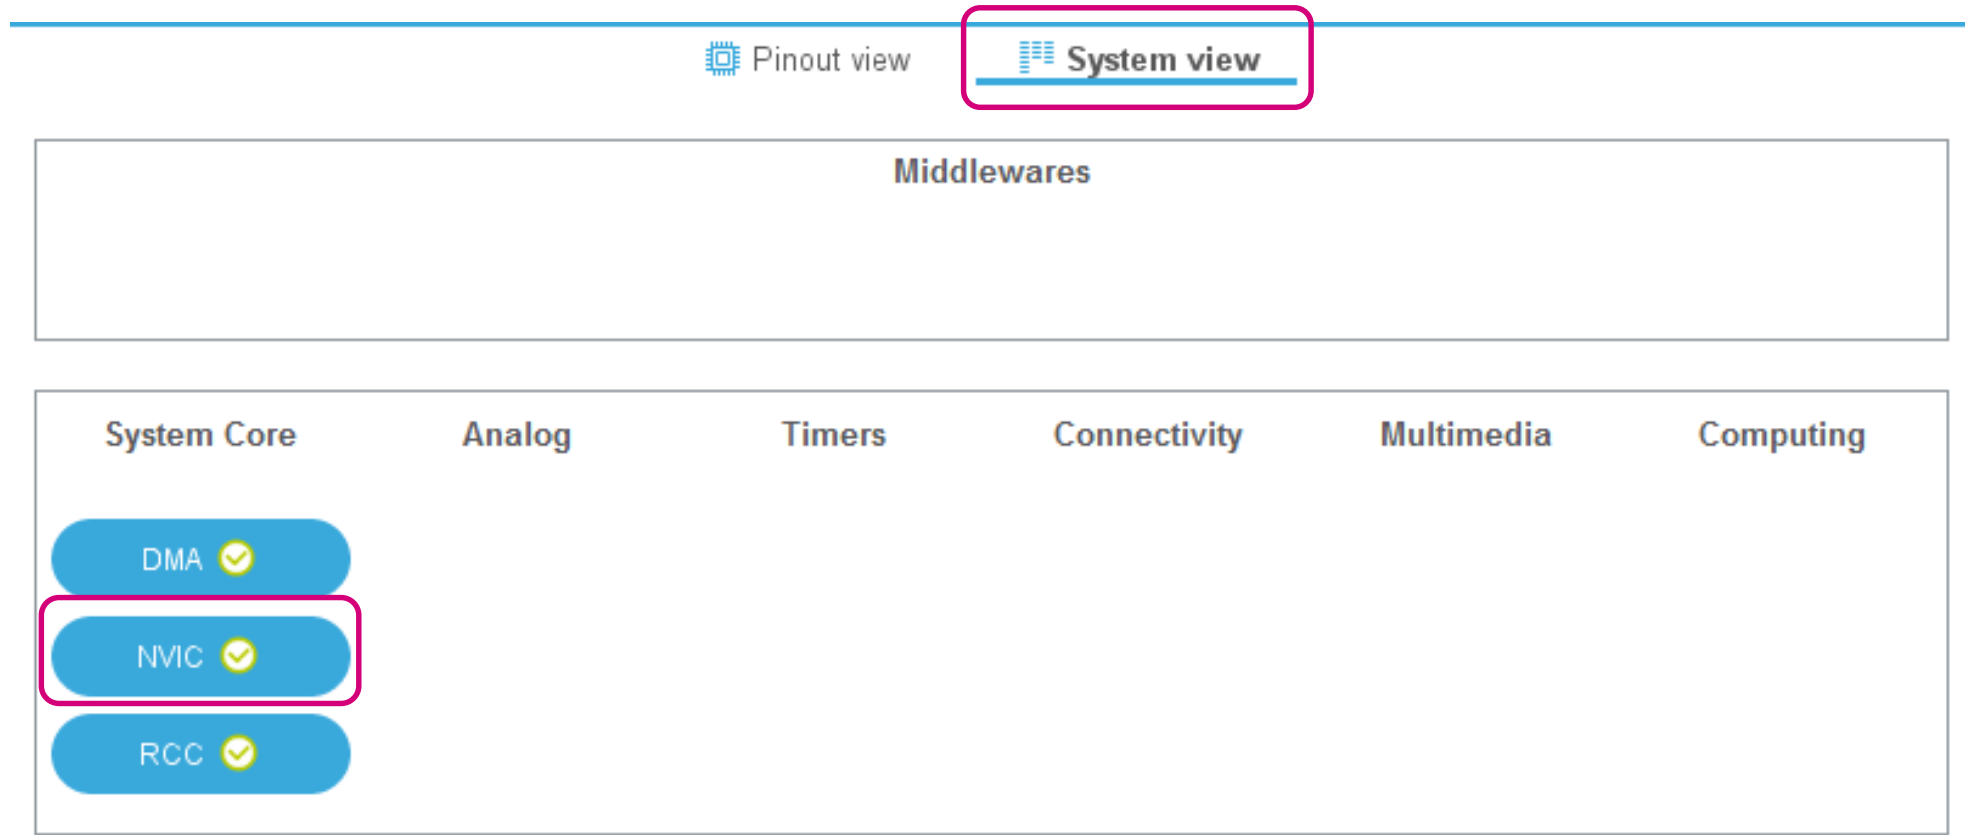 Pinout view System view
Middlewares
System Core Analog Timers Connectivity Multimedia Computing
DMA
NVIC
RCC